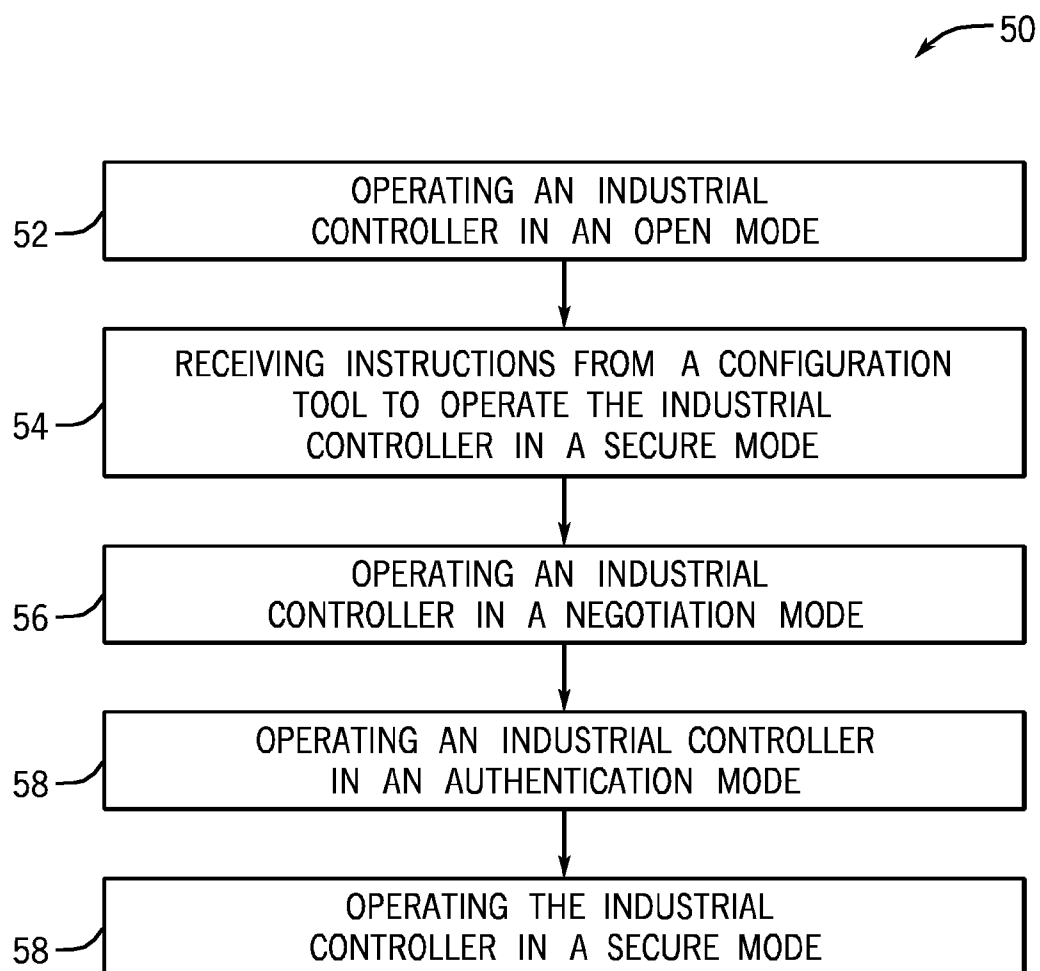 50
52
OPERATING AN INDUSTRIAL
CONTROLLER IN AN OPEN MODE
54
RECEIVING INSTRUCTIONS FROM A CONFIGURATION
TOOL TO OPERATE THE INDUSTRIAL
CONTROLLER IN A SECURE MODE
56
OPERATING AN INDUSTRIAL
CONTROLLER IN A NEGOTIATION MODE
58
OPERATING AN INDUSTRIAL CONTROLLER
IN AN AUTHENTICATION MODE
58
OPERATING THE INDUSTRIAL
CONTROLLER IN A SECURE MODE